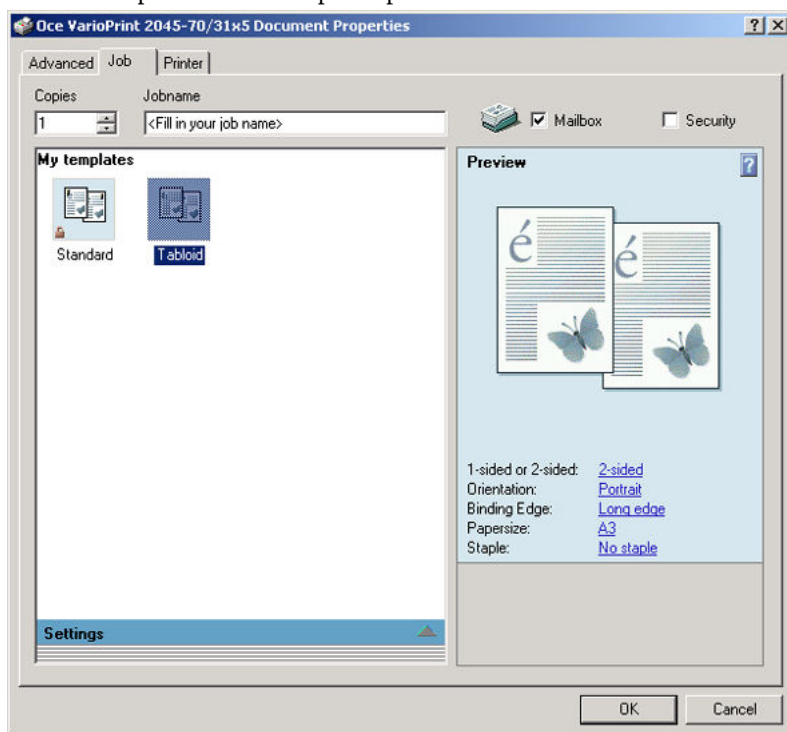 Oce VarioPrint 2045-70/31x5 Document Properties
Advanced Job Printer
Copies Jobname
1 <Fill in your job name> Mailbox Security
My templates
Standard Tabloid
Preview
?
é é
1-sided or 2-sided: 2-sided
Orientation: Portrait
Binding Edge: Long edge
Papersize: A3
Staple: No staple
Settings
OK Cancel